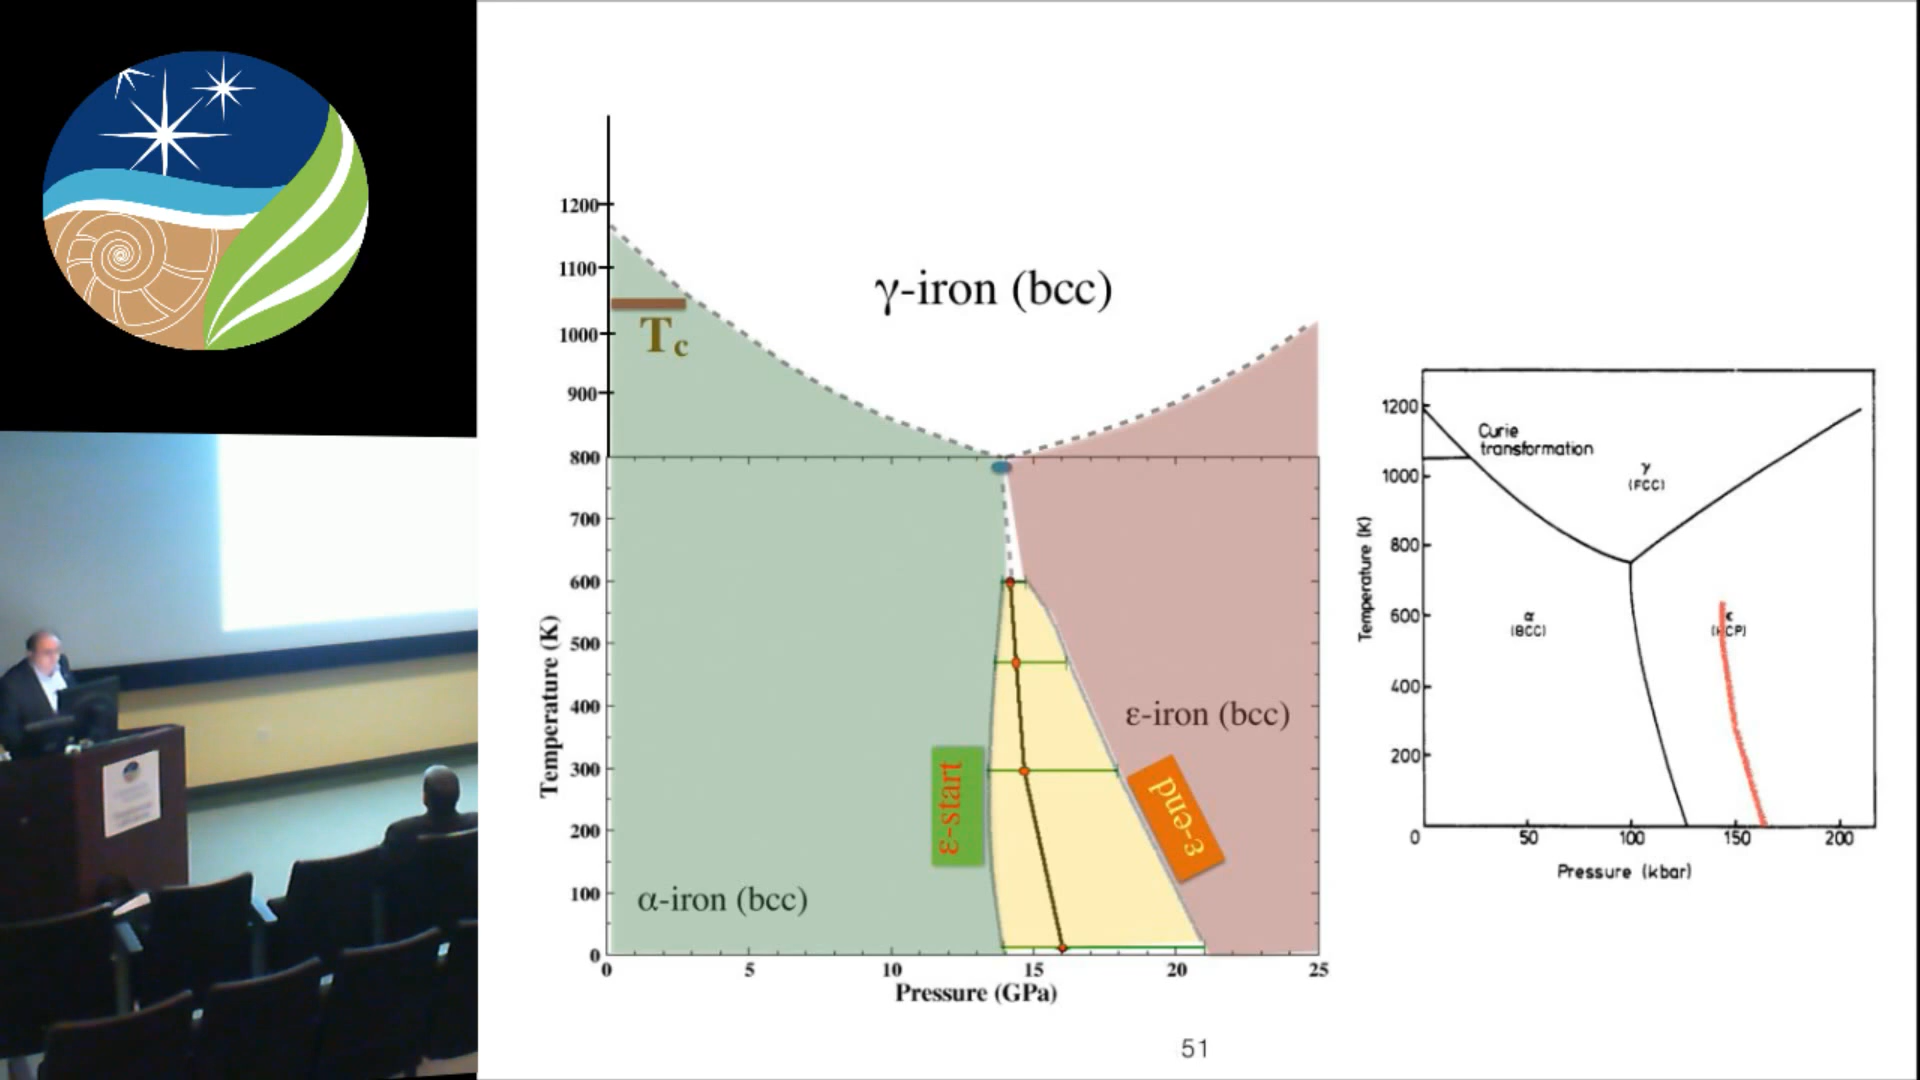 1200
1100
1000
900
800
700
600
500
400
300
200
100
0
Temperature (K)
0 5 10 15 20 25
Pressure (GPa)
γ-iron (bcc)
Tc
ε-iron (bcc)
ε-start
ε-end
α-iron (bcc)
1200
1000
800
600
400
200
0
Temperature (K)
Curie
transformation
γ
(FCC)
α
(BCC)
ϵ
(HCP)
50 100 150 200
Pressure (kbar)
51